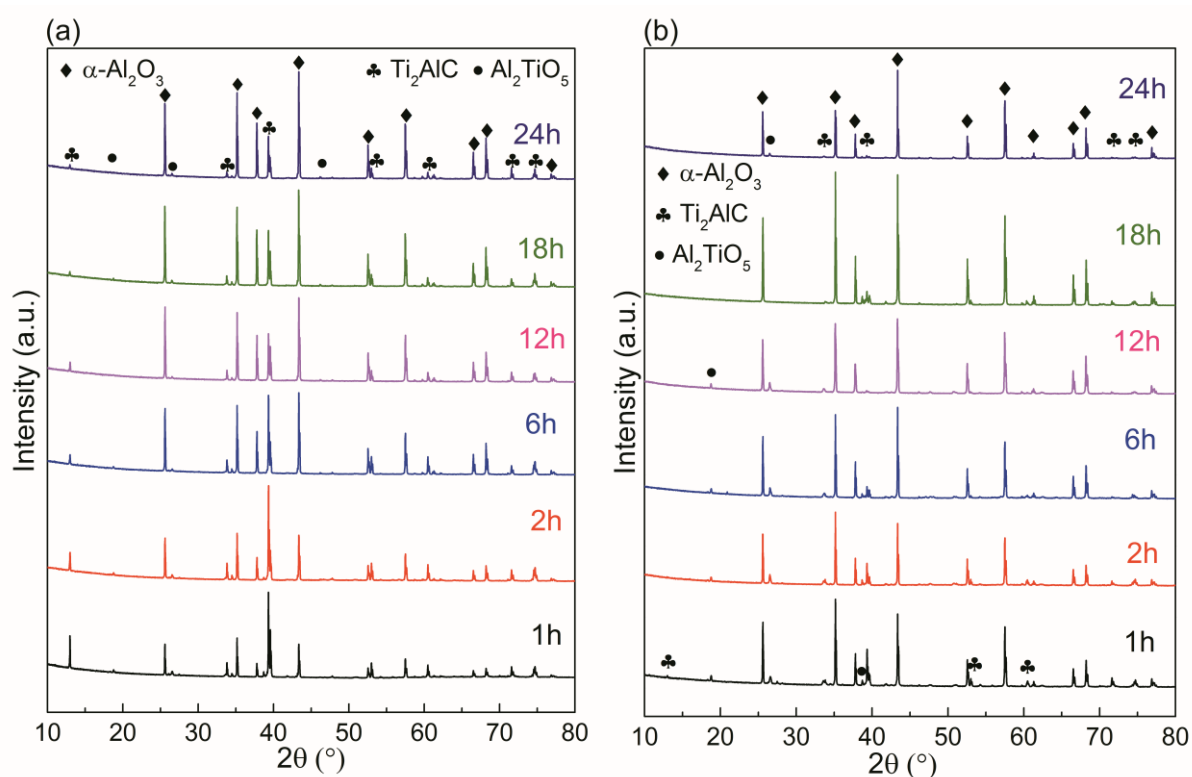 (a)
♦ α-Al₂O₃ ♣ Ti₂AlC ● Al₂TiO₅
24h
18h
12h
6h
2h
1h
Intensity (a.u.)
10 20 30 40 50 60 70 80
2θ (°)
(b)
24h
♦ α-Al₂O₃
♣ Ti₂AlC
● Al₂TiO₅
18h
12h
6h
2h
1h
Intensity (a.u.)
10 20 30 40 50 60 70 80
2θ (°)